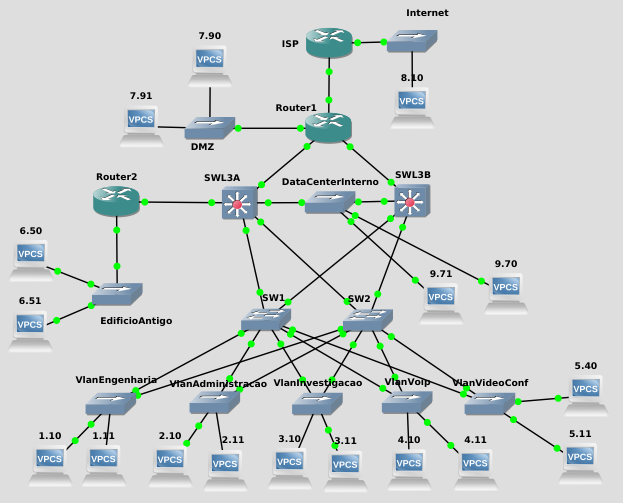 Internet
ISP
7.90
VPCS
8.10
VPCS
7.91
VPCS
Router1
DMZ
Router2
SWL3A
DataCenterInterno
SWL3B
6.50
VPCS
9.70
VPCS
9.71
VPCS
6.51
VPCS
EdificioAntigo
SW1
SW2
VlanEngenharia
VlanAdministracao
VlanInvestigacao
VlanVoip
VlanVideoConf
5.40
VPCS
1.10
VPCS
1.11
VPCS
2.10
VPCS
2.11
VPCS
3.10
VPCS
3.11
VPCS
4.10
VPCS
4.11
VPCS
5.11
VPCS